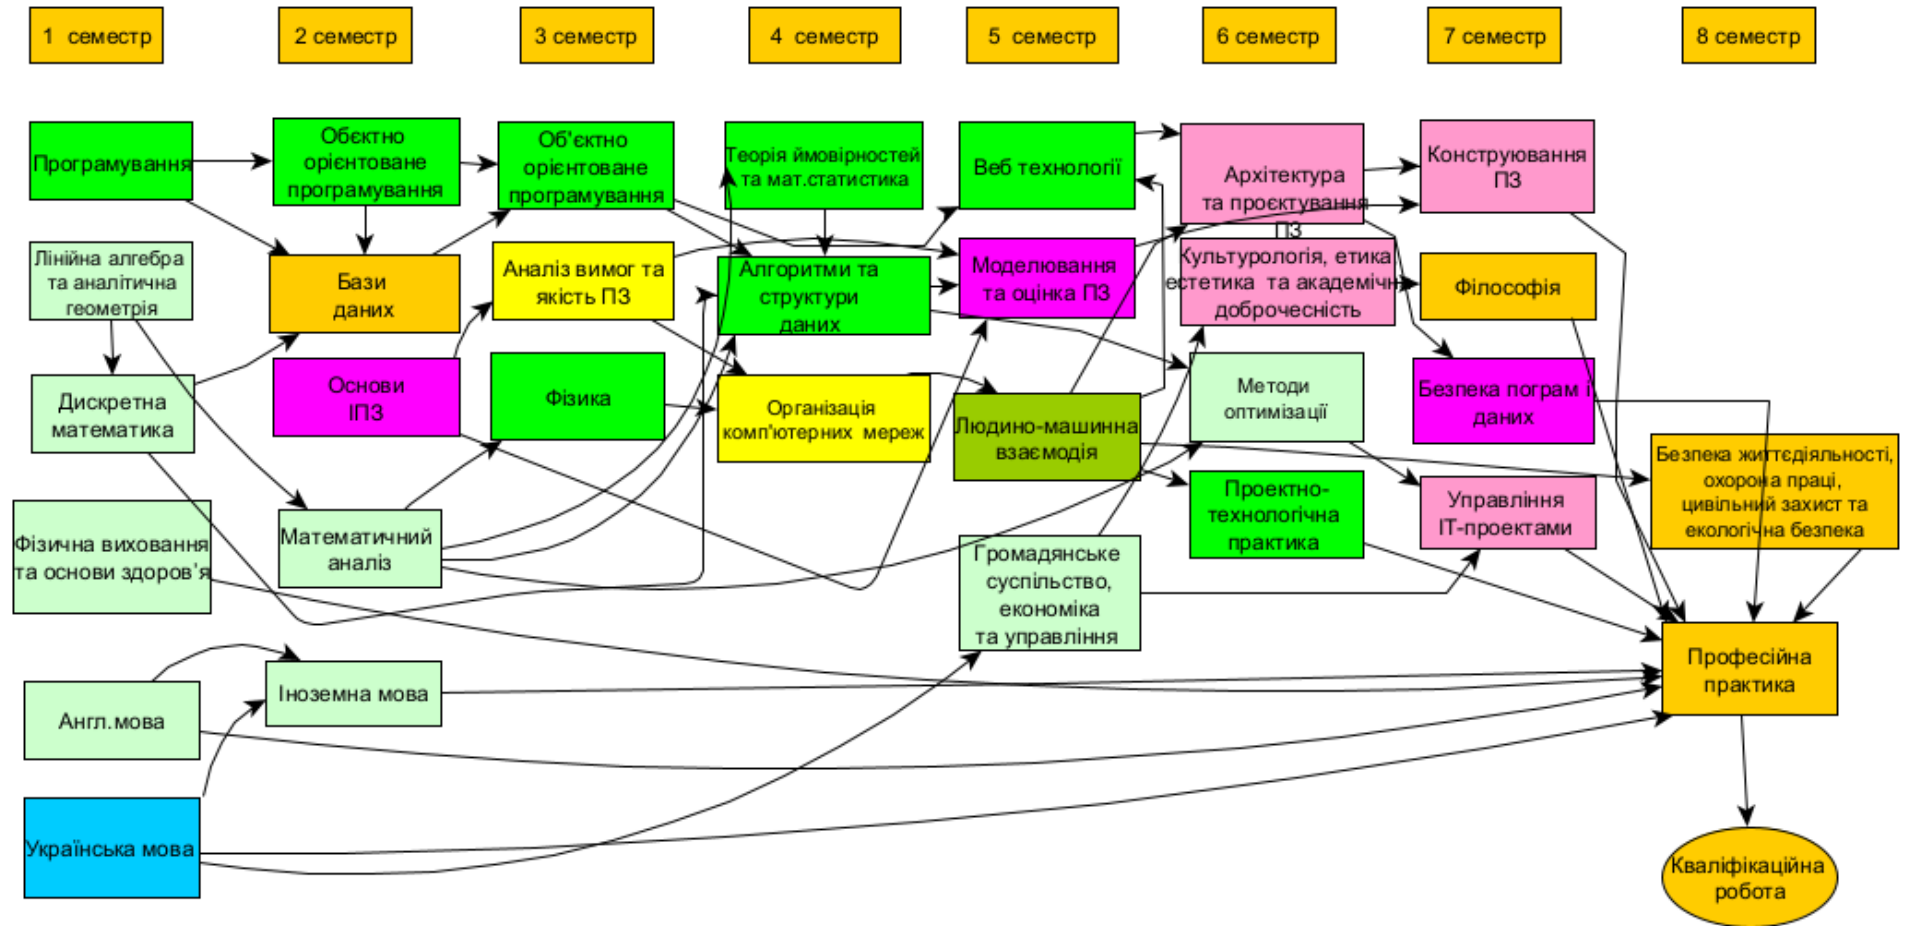 1 семестр
2 семестр
3 семестр
4 семестр
5 семестр
6 семестр
7 семестр
8 семестр
Програмування
Обєктно
орієнтоване
програмування
Об'єктно
орієнтоване
програмування
Теорія ймовірностей
та мат.статистика
Веб технології
Архітектура
та проєктування
ПЗ
Конструювання
ПЗ
Лінійна алгебра
та аналітична
геометрія
Бази
даних
Аналіз вимог та
якість ПЗ
Алгоритми та
структури
даних
Моделювання
та оцінка ПЗ
Культурологія, етика
естетика та академічна
доброчесність
Філософія
Дискретна
математика
Основи
ІПЗ
Фізика
Організація
комп'ютерних мереж
Людино-машинна
взаємодія
Методи
оптимізації
Безпека пограм і
даних
Безпека життєдіяльності,
охорона праці,
цивільний захист та
екологічна безпека
Фізична виховання
та основи здоров'я
Математичний
аналіз
Громадянське
суспільство,
економіка
та управління
Проектно-
технологічна
практика
Управління
ІТ-проектами
Англ.мова
Іноземна мова
Професійна
практика
Українська мова
Кваліфікаційна
робота